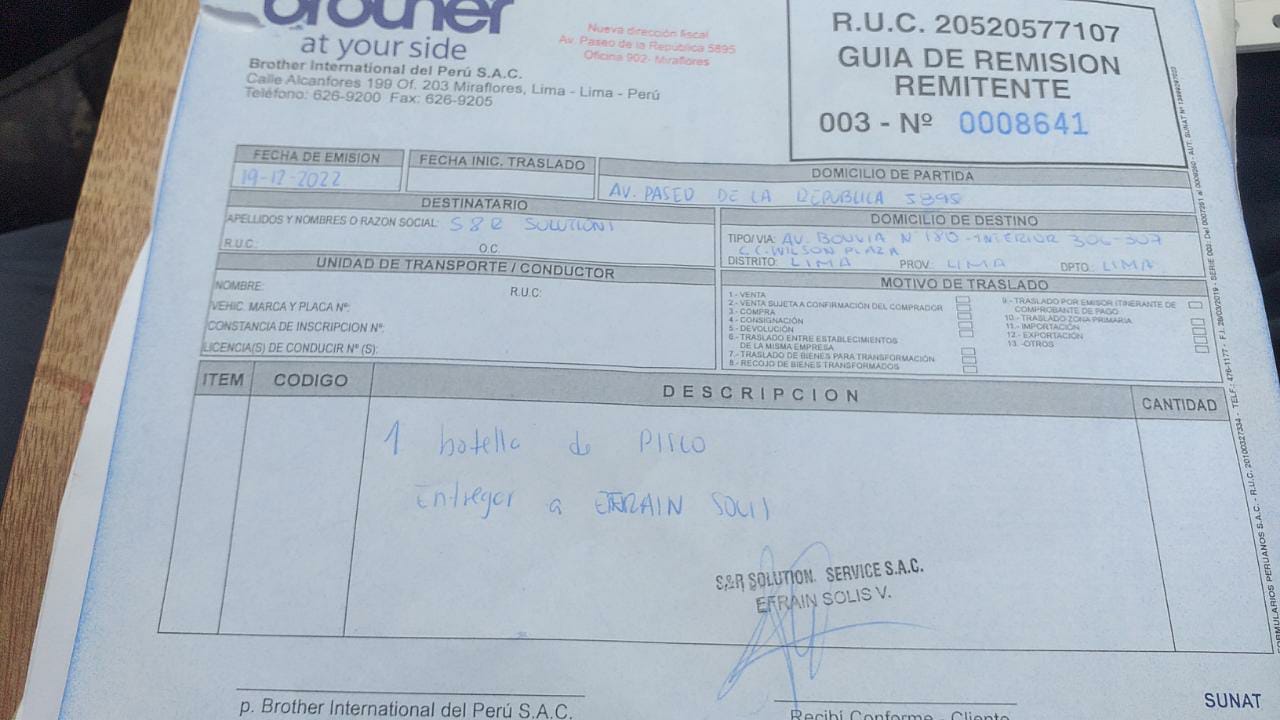 brother
at your side
Brother International del Perú S.A.C.
Calle Alcanfores 199 Of. 203 Miraflores, Lima - Lima - Perú
Teléfono: 626-9200 Fax: 626-9205
Nueva dirección fiscal
Av. Paseo de la República 5895
Oficina 902- Miraflores
R.U.C. 20520577107
GUIA DE REMISION
REMITENTE
003 - Nº 0008641
FECHA DE EMISION
19-12-2022
FECHA INIC. TRASLADO
DOMICILIO DE PARTIDA
AV. PASEO DE LA REPUBLICA 5895
DESTINATARIO
APELLIDOS Y NOMBRES O RAZON SOCIAL: S&R SOLUTIONS
R.U.C.: O.C.
DOMICILIO DE DESTINO
TIPO/VIA: AV. BOLIVIA N° 180 - INTERIOR 306-307
C.C. WILSON PLAZA
DISTRITO: LIMA PROV.: LIMA DPTO.: LIMA
UNIDAD DE TRANSPORTE / CONDUCTOR
NOMBRE: R.U.C:
VEHIC. MARCA Y PLACA Nº:
CONSTANCIA DE INSCRIPCION Nº:
LICENCIA(S) DE CONDUCIR Nº (S):
MOTIVO DE TRASLADO
1.- VENTA
2.- VENTA SUJETA A CONFIRMACIÓN DEL COMPRADOR
3.- COMPRA
4.- CONSIGNACIÓN
5.- DEVOLUCIÓN
6.- TRASLADO ENTRE ESTABLECIMIENTOS
DE LA MISMA EMPRESA
7.- TRASLADO DE BIENES PARA TRANSFORMACIÓN
8.- RECOJO DE BIENES TRANSFORMADOS
9.- TRASLADO POR EMISOR ITINERANTE DE
COMPROBANTE DE PAGO
10.- TRASLADO ZONA PRIMARIA
11.- IMPORTACIÓN
12.- EXPORTACIÓN
13. -OTROS
ITEM CODIGO DESCRIPCION CANTIDAD
1 botella de PISCO
Entregar a EFRAIN SOLIS
S&R SOLUTION SERVICE S.A.C.
EFRAIN SOLIS V.
p. Brother International del Perú S.A.C.
Recibí Conforme - Cliente
SUNAT